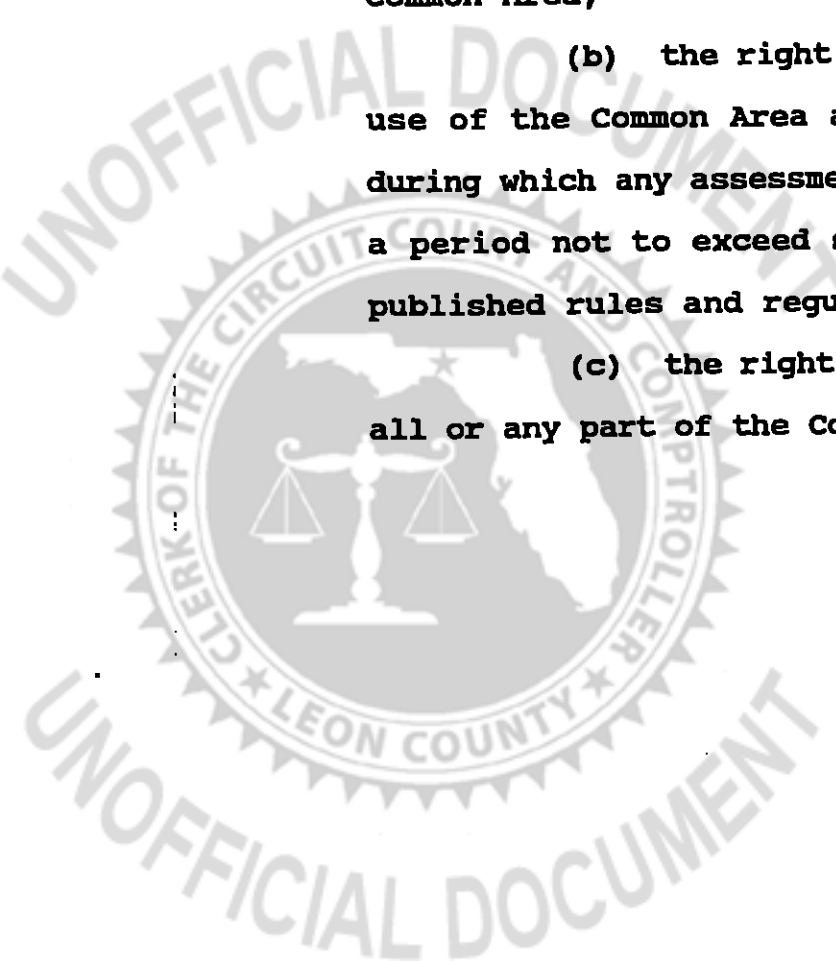 Common Area;
(b) the right
use of the Common Area a
during which any assessme
a period not to exceed s
published rules and regu
(c) the right
all or any part of the Co
UNOFFICIAL DOCUMENT
CLERK OF THE CIRCUIT COURT AND COMPTROLLER
LEON COUNTY
UNOFFICIAL DOCUMENT